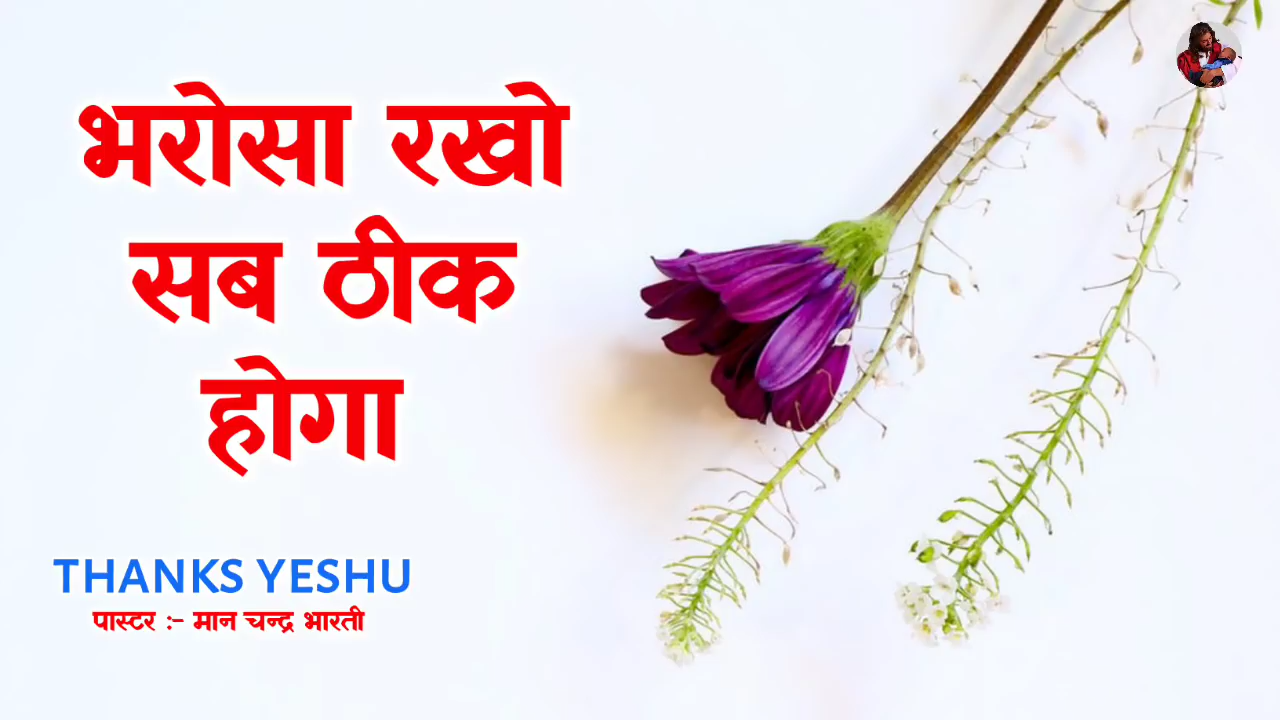 भरोसा रखो
सब ठीक
होगा
THANKS YESHU
पास्टर :- मान चन्द्र भारती